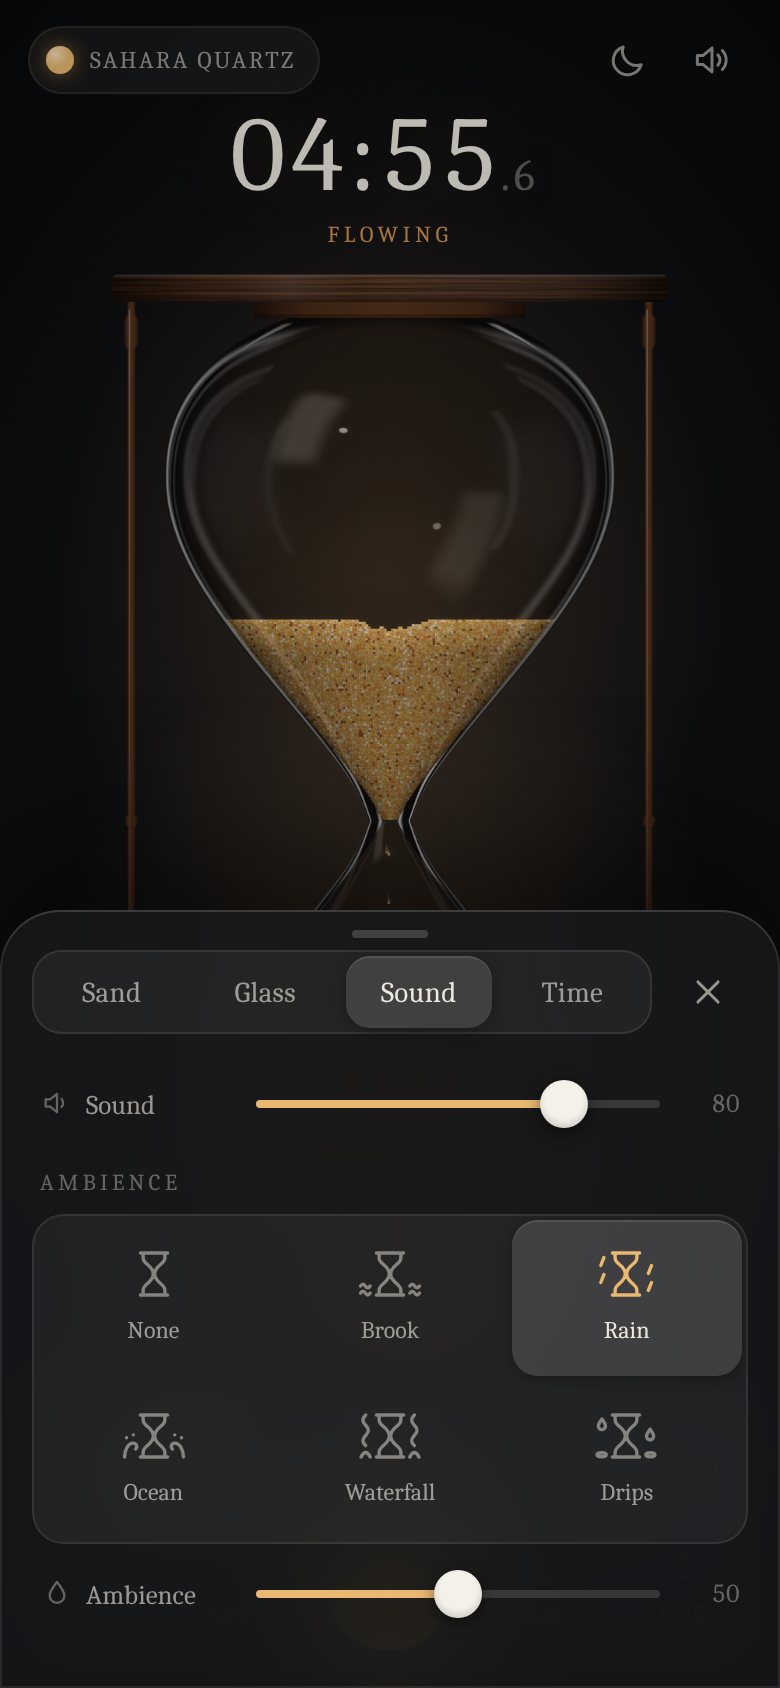 SAHARA QUARTZ
04:55.6
FLOWING
Sand Glass Sound Time
Sound 80
AMBIENCE
None Brook Rain
Ocean Waterfall Drips
Ambience 50
TUNE